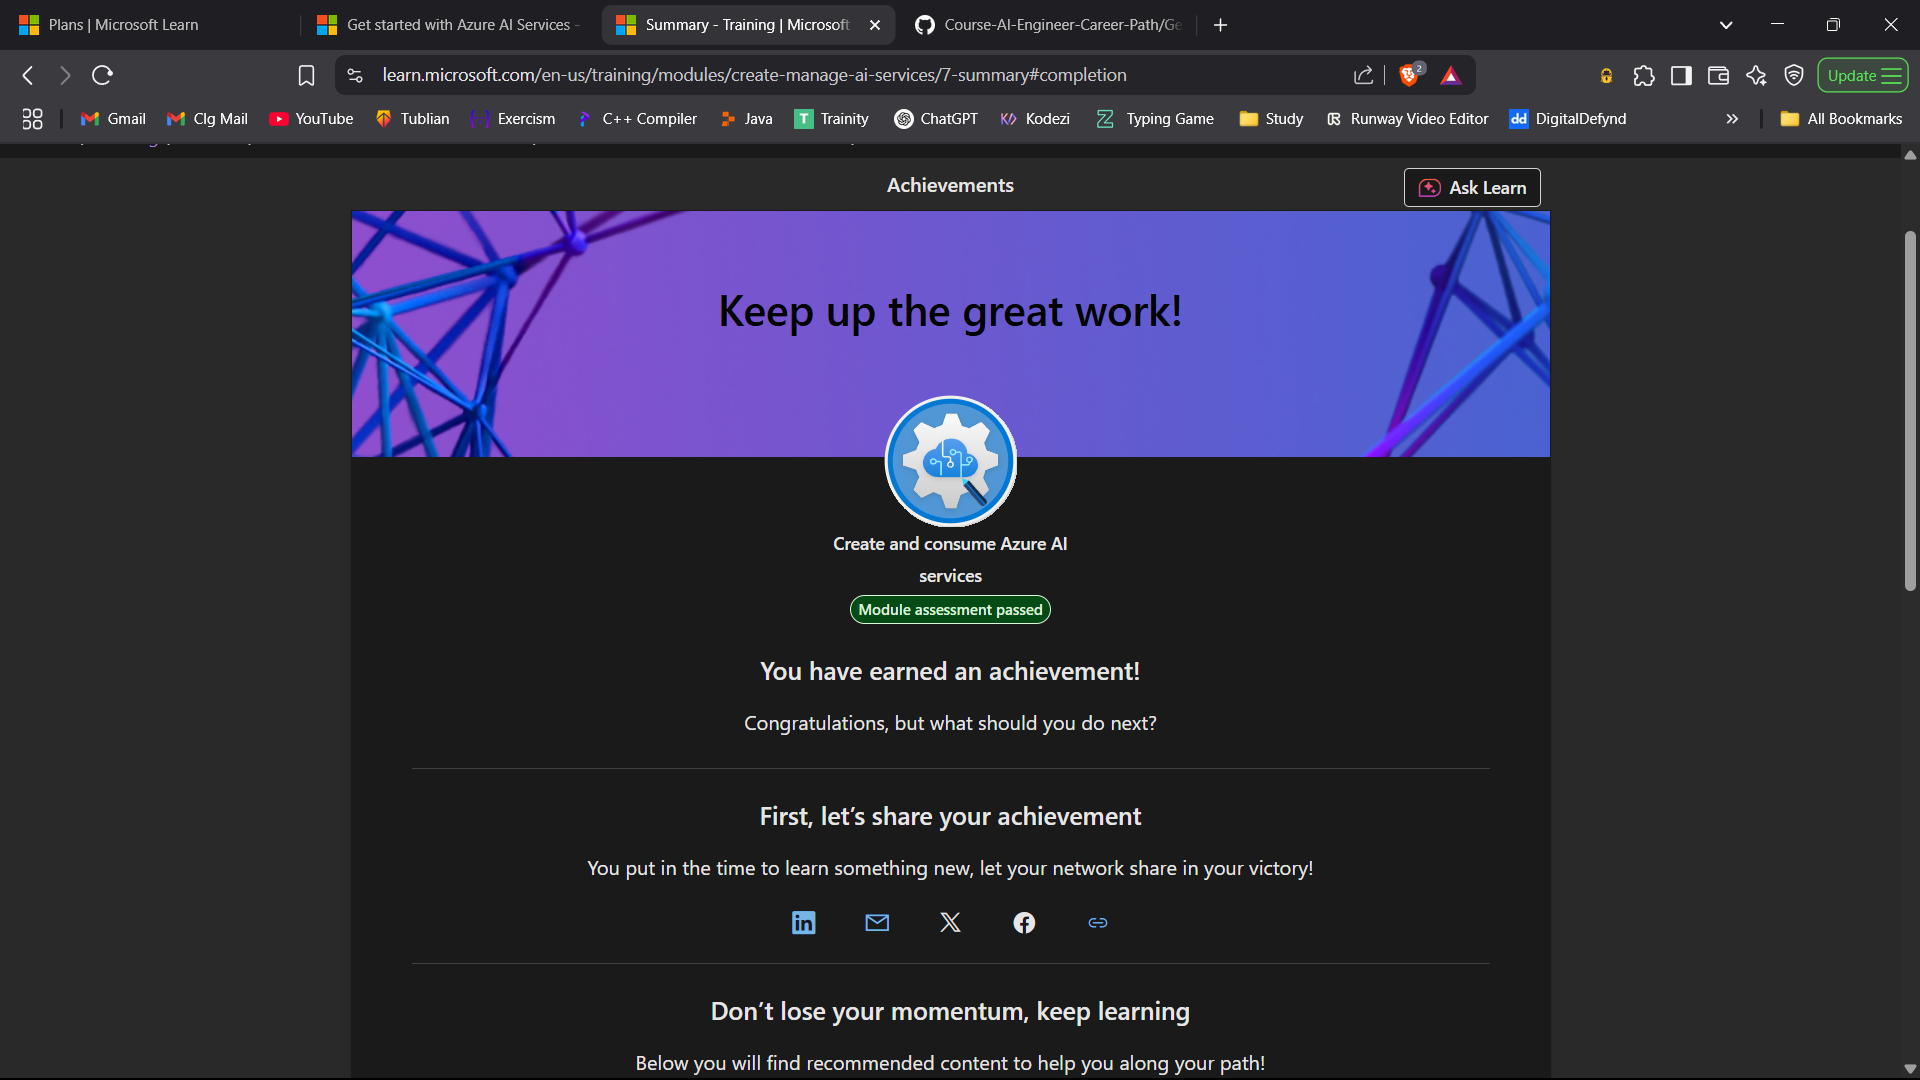 Plans | Microsoft Learn
Get started with Azure AI Services -
Summary - Training | Microsoft
Course-AI-Engineer-Career-Path/Ge
learn.microsoft.com/en-us/training/modules/create-manage-ai-services/7-summary#completion
2
Update
Gmail
Clg Mail
YouTube
Tublian
Exercism
C++ Compiler
Java
Trainity
ChatGPT
Kodezi
Typing Game
Study
Runway Video Editor
DigitalDefynd
All Bookmarks
Achievements
Ask Learn
Keep up the great work!
Create and consume Azure AI
services
Module assessment passed
You have earned an achievement!
Congratulations, but what should you do next?
First, let’s share your achievement
You put in the time to learn something new, let your network share in your victory!
Don’t lose your momentum, keep learning
Below you will find recommended content to help you along your path!